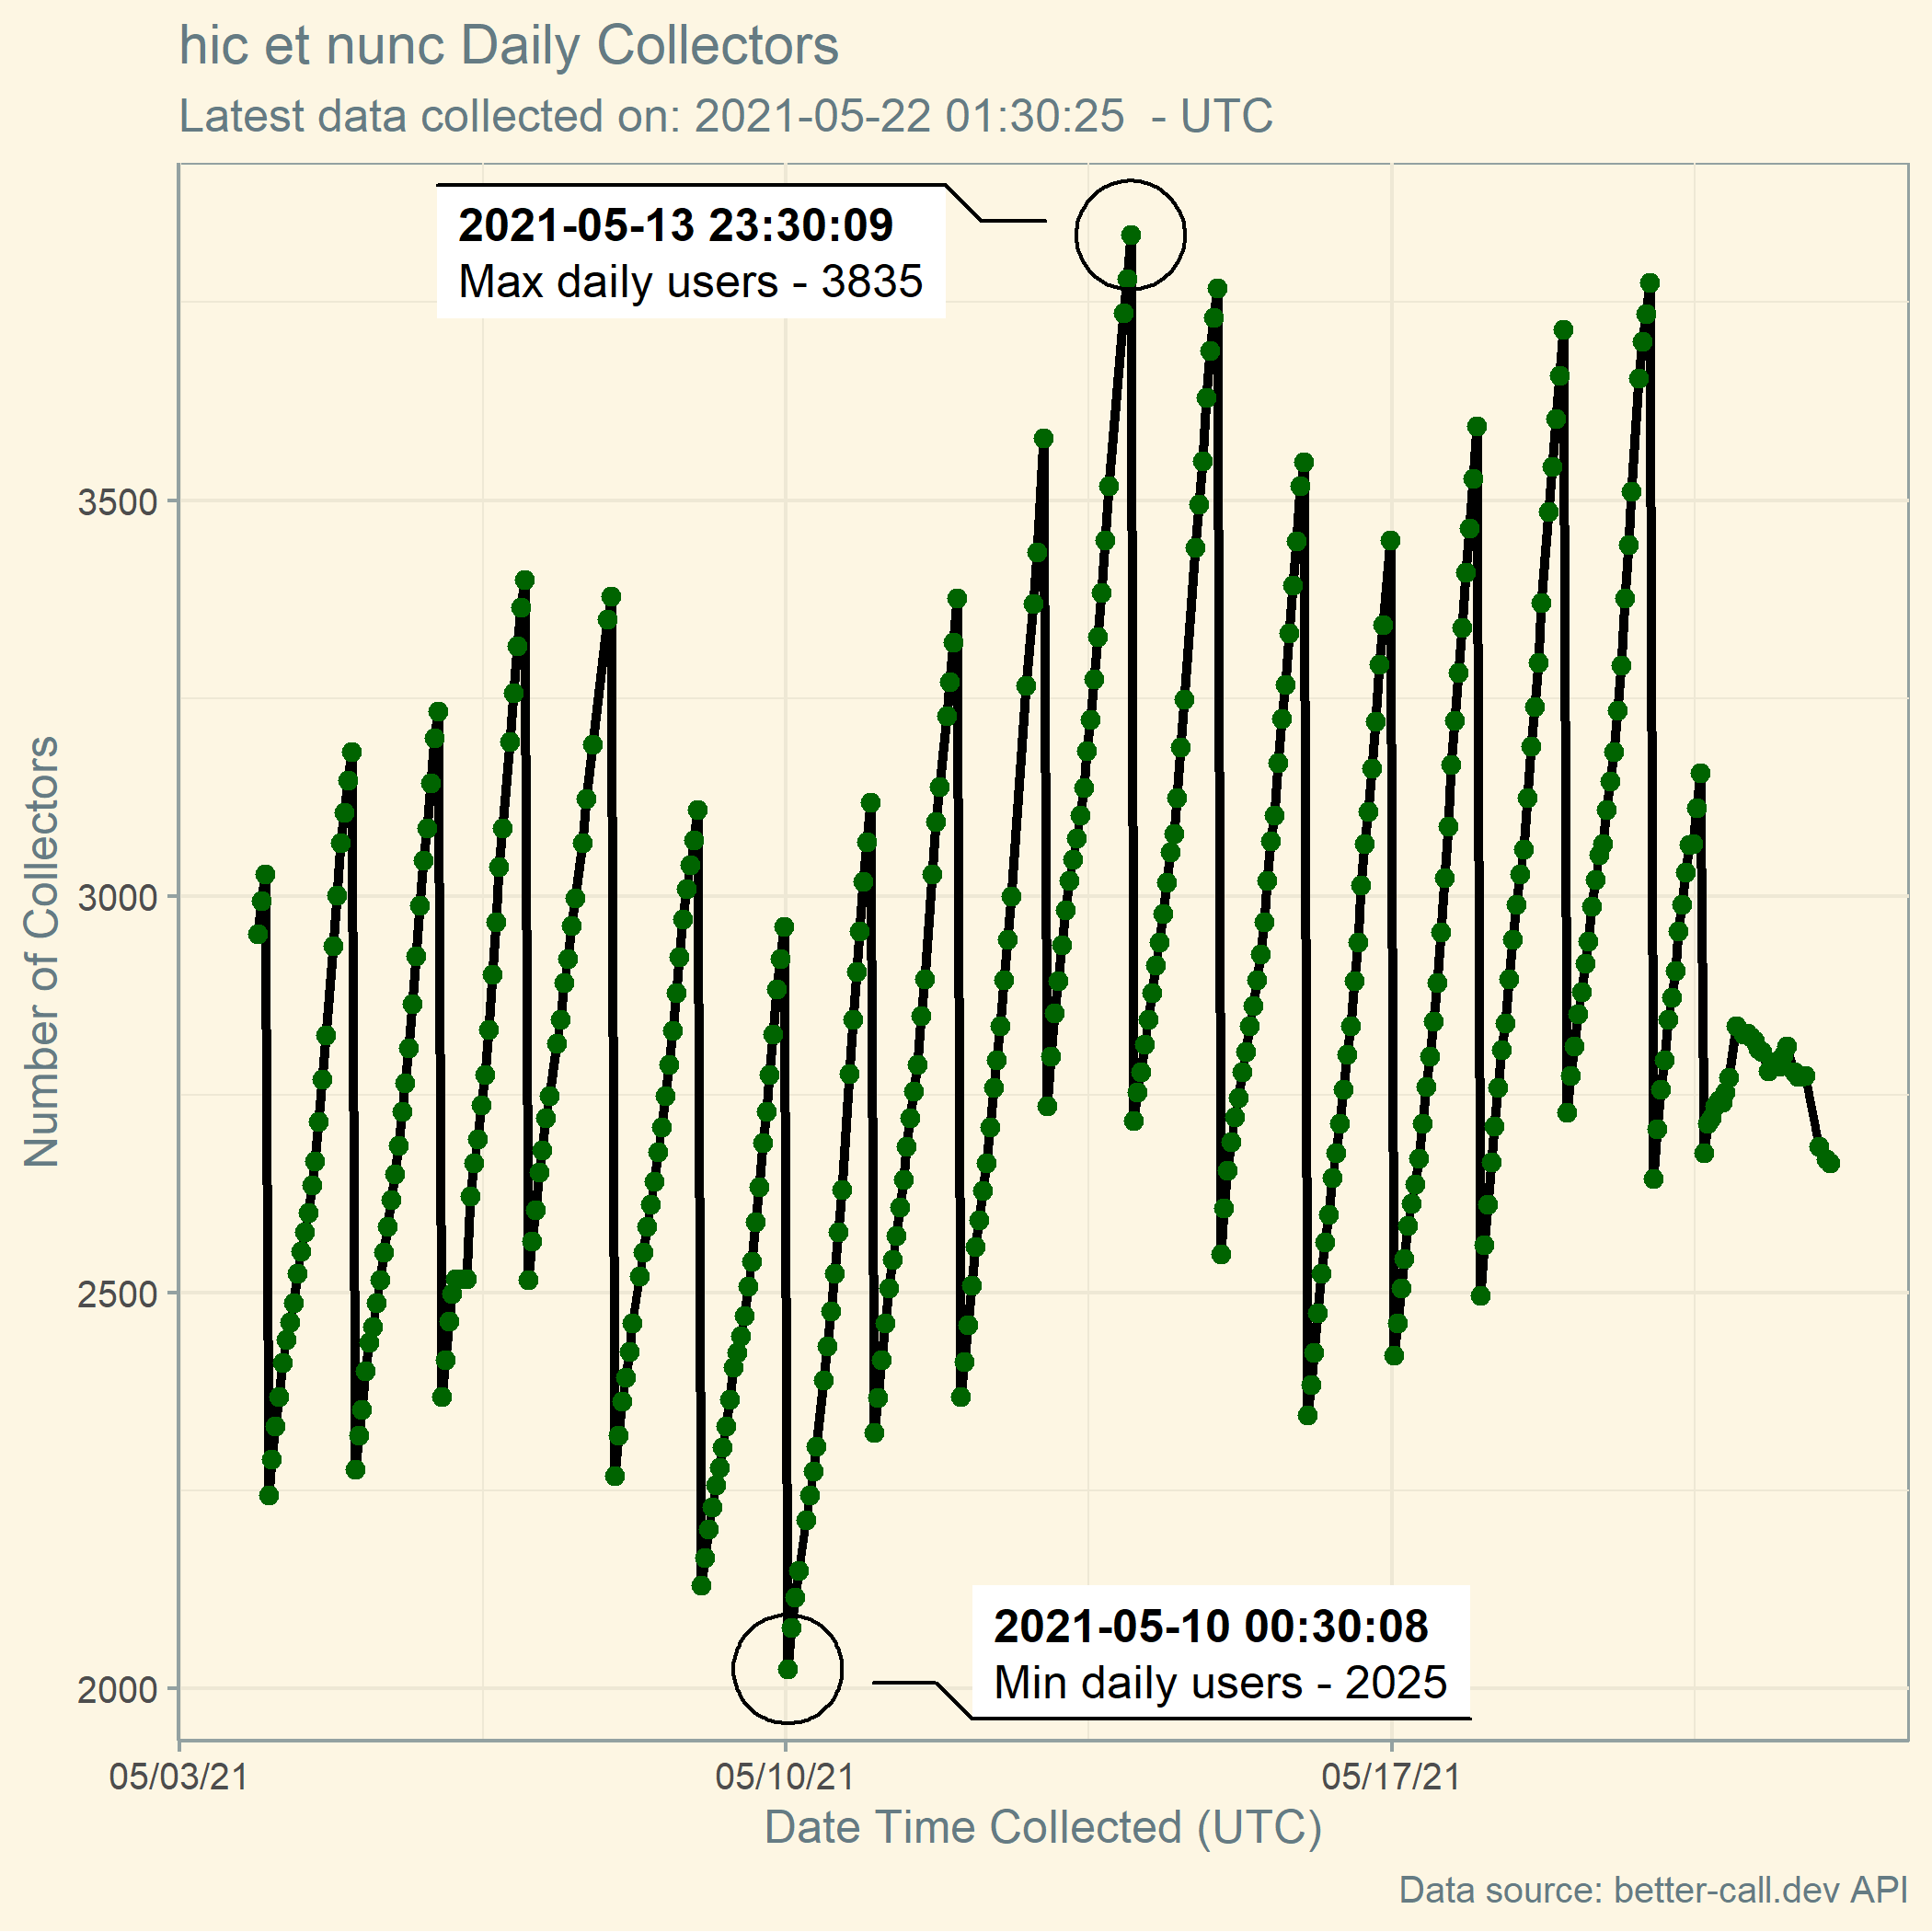 hic et nunc Daily Collectors
Latest data collected on: 2021-05-22 01:30:25  - UTC
2021-05-13 23:30:09
Max daily users - 3835
3500
3000
2500
2000
Number of Collectors
2021-05-10 00:30:08
Min daily users - 2025
05/03/21
05/10/21
05/17/21
Date Time Collected (UTC)
Data source: better-call.dev API